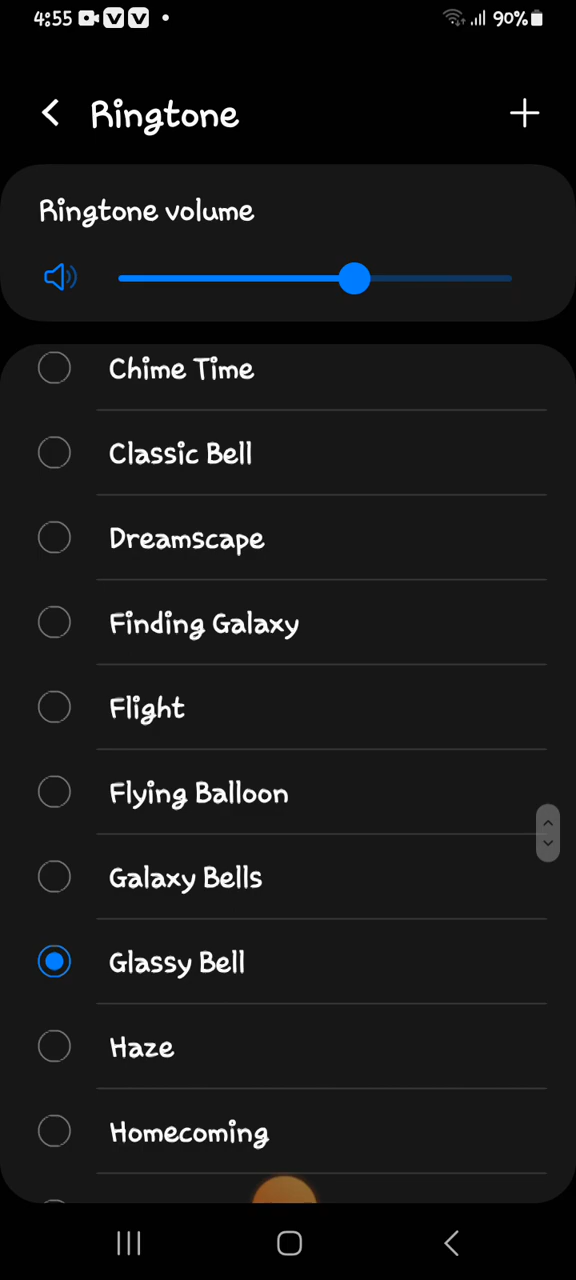 4:55 V V 90%
Ringtone
Ringtone volume
Chime Time
Classic Bell
Dreamscape
Finding Galaxy
Flight
Flying Balloon
Galaxy Bells
Glassy Bell
Haze
Homecoming